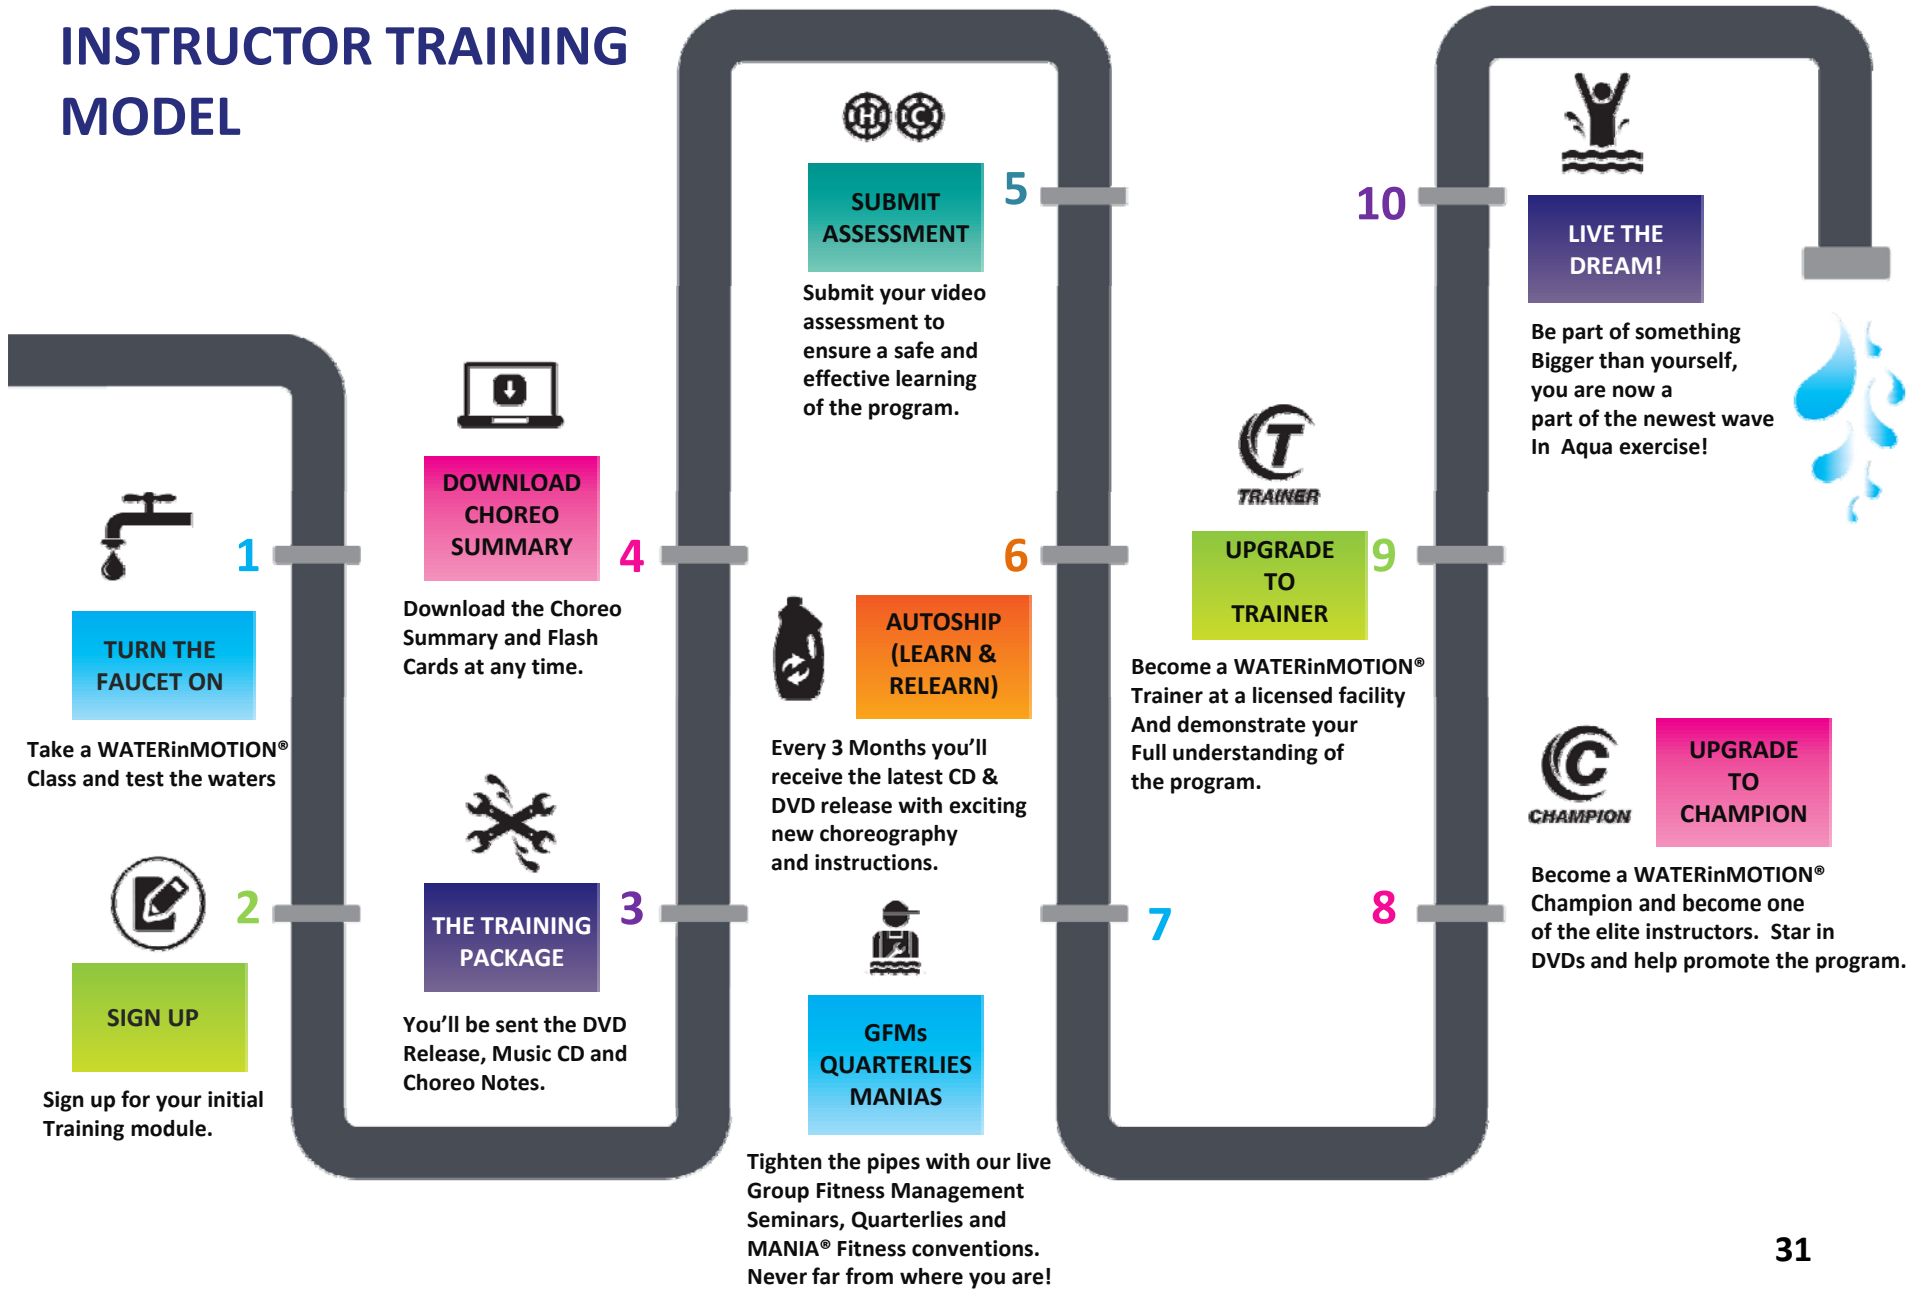 INSTRUCTOR TRAINING
MODEL
1
TURN THE
FAUCET ON
Take a WATERinMOTION®
Class and test the waters
2
SIGN UP
Sign up for your initial
Training module.
3
THE TRAINING
PACKAGE
You’ll be sent the DVD
Release, Music CD and
Choreo Notes.
4
DOWNLOAD
CHOREO
SUMMARY
Download the Choreo
Summary and Flash
Cards at any time.
H C
5
SUBMIT
ASSESSMENT
Submit your video
assessment to
ensure a safe and
effective learning
of the program.
6
AUTOSHIP
(LEARN &
RELEARN)
Every 3 Months you’ll
receive the latest CD &
DVD release with exciting
new choreography
and instructions.
7
GFMs
QUARTERLIES
MANIAS
Tighten the pipes with our live
Group Fitness Management
Seminars, Quarterlies and
MANIA® Fitness conventions.
Never far from where you are!
8
C
CHAMPION
UPGRADE
TO
CHAMPION
Become a WATERinMOTION®
Champion and become one
of the elite instructors.  Star in
DVDs and help promote the program.
9
T
TRAINER
UPGRADE
TO
TRAINER
Become a WATERinMOTION®
Trainer at a licensed facility
And demonstrate your
Full understanding of
the program.
10
LIVE THE
DREAM!
Be part of something
Bigger than yourself,
you are now a
part of the newest wave
In  Aqua exercise!
31